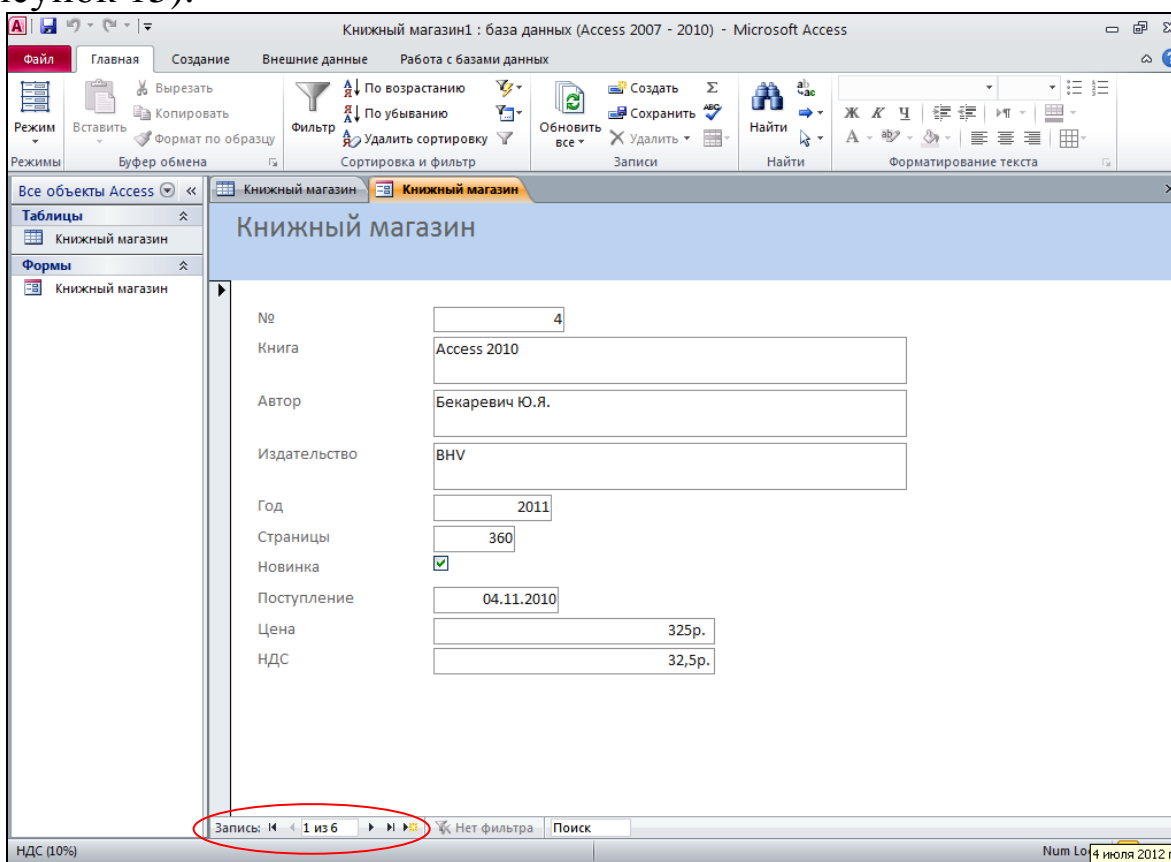 исунок 13).
Книжный магазин1 : база данных (Access 2007 - 2010) - Microsoft Access
Файл Главная Создание Внешние данные Работа с базами данных
Режим
Вставить
Вырезать
Копировать
Формат по образцу
Фильтр
По возрастанию
По убыванию
Удалить сортировку
Обновить все
Создать
Сохранить
Удалить
Найти
Ж К Ч
Режимы Буфер обмена Сортировка и фильтр Записи Найти Форматирование текста
Все объекты Access
Таблицы
Книжный магазин
Формы
Книжный магазин
Книжный магазин Книжный магазин
Книжный магазин
№ 4
Книга Access 2010
Автор Бекаревич Ю.Я.
Издательство BHV
Год 2011
Страницы 360
Новинка
Поступление 04.11.2010
Цена 325р.
НДС 32,5р.
Запись: 1 из 6 Нет фильтра Поиск
НДС (10%) Num Lo
4 июля 2012 г